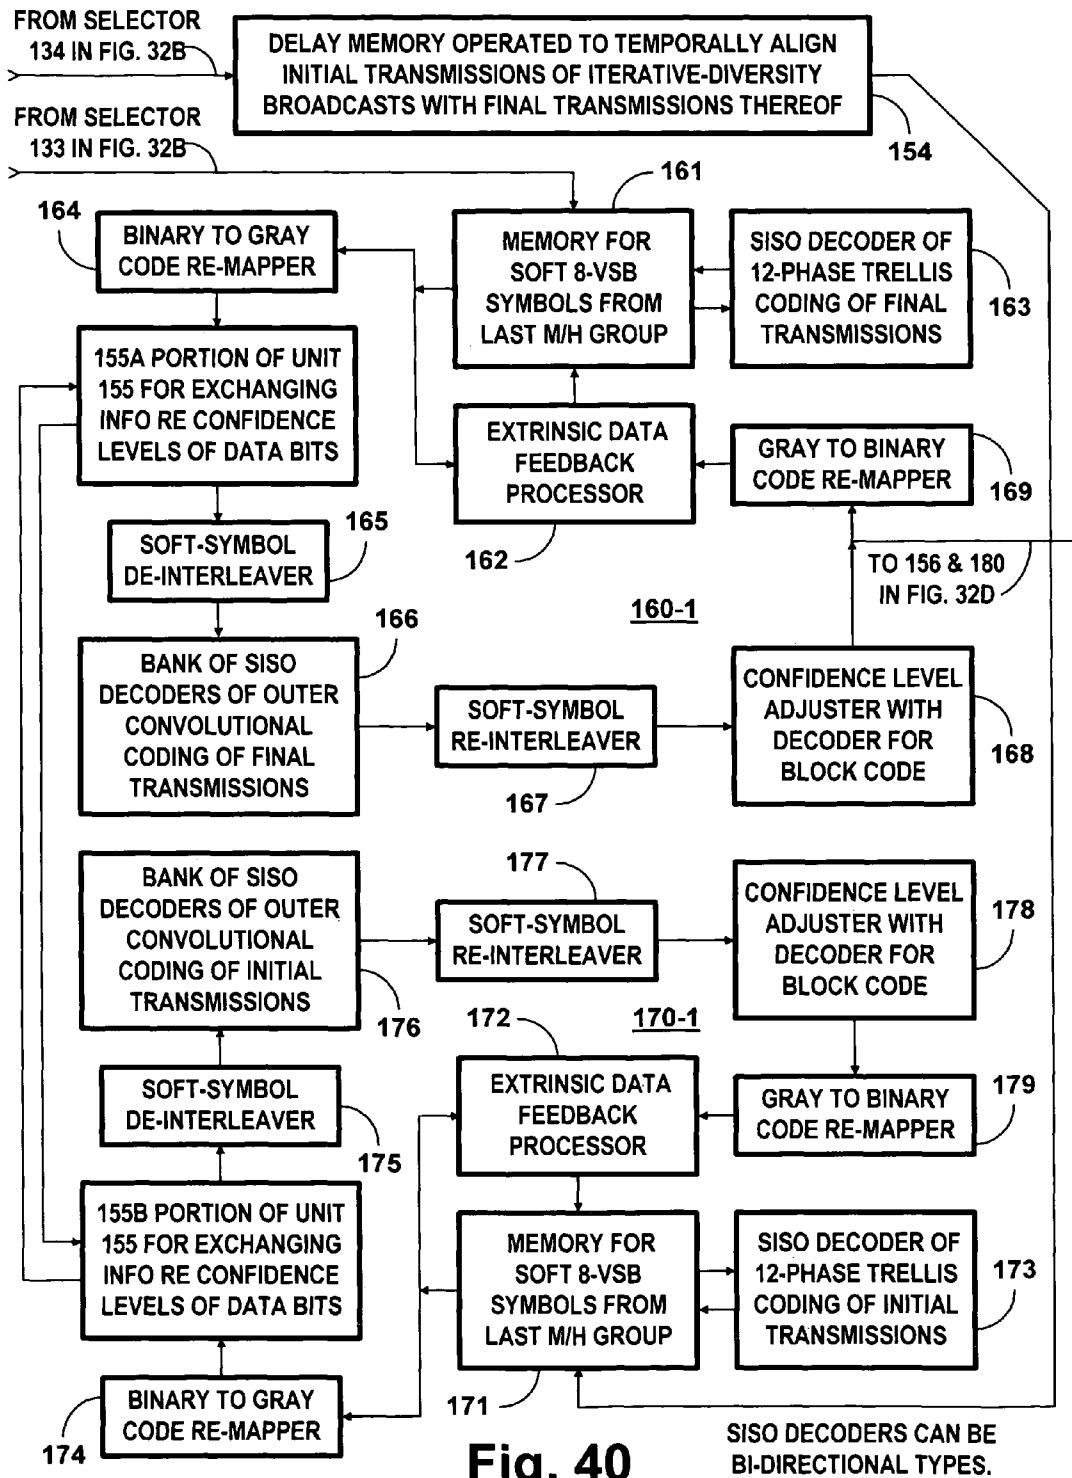 FROM SELECTOR
134 IN FIG. 32B
DELAY MEMORY OPERATED TO TEMPORALLY ALIGN
INITIAL TRANSMISSIONS OF ITERATIVE-DIVERSITY
BROADCASTS WITH FINAL TRANSMISSIONS THEREOF
154
FROM SELECTOR
133 IN FIG. 32B
161
164
BINARY TO GRAY
CODE RE-MAPPER
MEMORY FOR
SOFT 8-VSB
SYMBOLS FROM
LAST M/H GROUP
SISO DECODER OF
12-PHASE TRELLIS
CODING OF FINAL
TRANSMISSIONS
163
155A PORTION OF UNIT
155 FOR EXCHANGING
INFO RE CONFIDENCE
LEVELS OF DATA BITS
EXTRINSIC DATA
FEEDBACK
PROCESSOR
162
GRAY TO BINARY
CODE RE-MAPPER
169
165
SOFT-SYMBOL
DE-INTERLEAVER
TO 156 & 180
IN FIG. 32D
160-1
166
BANK OF SISO
DECODERS OF OUTER
CONVOLUTIONAL
CODING OF FINAL
TRANSMISSIONS
SOFT-SYMBOL
RE-INTERLEAVER
167
CONFIDENCE LEVEL
ADJUSTER WITH
DECODER FOR
BLOCK CODE
168
BANK OF SISO
DECODERS OF OUTER
CONVOLUTIONAL
CODING OF INITIAL
TRANSMISSIONS
176
177
SOFT-SYMBOL
RE-INTERLEAVER
CONFIDENCE LEVEL
ADJUSTER WITH
DECODER FOR
BLOCK CODE
178
170-1
172
EXTRINSIC DATA
FEEDBACK
PROCESSOR
GRAY TO BINARY
CODE RE-MAPPER
179
SOFT-SYMBOL
DE-INTERLEAVER
175
155B PORTION OF UNIT
155 FOR EXCHANGING
INFO RE CONFIDENCE
LEVELS OF DATA BITS
MEMORY FOR
SOFT 8-VSB
SYMBOLS FROM
LAST M/H GROUP
171
SISO DECODER OF
12-PHASE TRELLIS
CODING OF INITIAL
TRANSMISSIONS
173
BINARY TO GRAY
CODE RE-MAPPER
174
Fig. 40
SISO DECODERS CAN BE
BI-DIRECTIONAL TYPES.